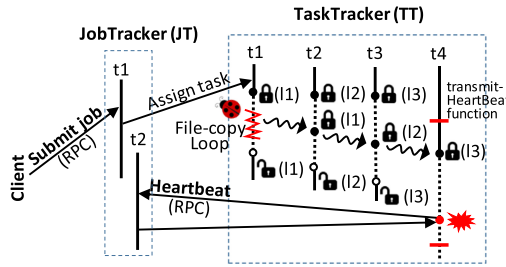 TaskTracker (TT)
JobTracker (JT)
t1
t2
t3
t4
t1
Assign task
transmit-
HeartBeat
function
(l1)
(l2)
(l3)
Submit job
(RPC)
t2
File-copy
Loop
(l1)
(l2)
(l3)
(l1)
(l2)
(l3)
Client
Heartbeat
(RPC)